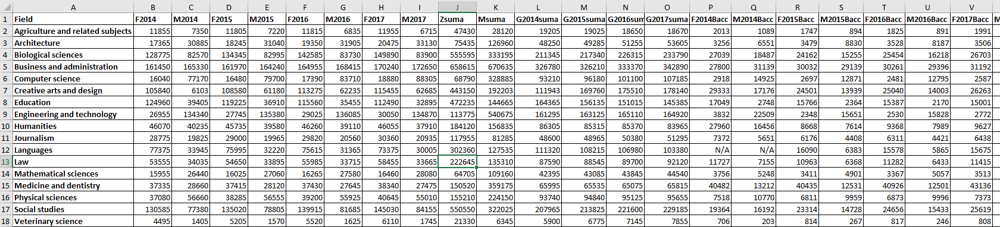 A B C D E F G H I J K L M N O P Q R S T U V
1 Field F2014 M2014 F2015 M2015 F2016 M2016 F2017 M2017 Zsuma Msuma G2014suma G2015suma G2016sum G2017suma F2014Bacc M2014Bacc F2015Bacc M2015Bacc F2016Bacc M2016Bacc F2017Bacc M
2 Agriculture and related subjects 11855 7350 11805 7220 11815 6835 11955 6715 47430 28120 19205 19025 18650 18670 2013 1089 1747 894 1825 891 1991
3 Architecture 17365 30885 18245 31040 19350 31905 20475 33130 75435 126960 48250 49285 51255 53605 3256 6551 3479 8830 3528 8187 3506
4 Biological sciences 128775 82570 134345 82995 142585 83730 149890 83900 555595 333195 211345 217340 226315 233790 27039 18487 24162 15255 25454 16218 26703
5 Business and administration 161450 165330 161970 164240 164955 168415 170240 172650 658615 670635 326780 326210 333370 342890 27800 31139 30032 29139 30261 29396 31192
6 Computer science 16040 77170 16480 79700 17390 83710 18880 88305 68790 328885 93210 96180 101100 107185 2918 14925 2697 12871 2481 12795 2587
7 Creative arts and design 105840 6103 108580 61180 113275 62235 115455 62685 443150 192203 111943 169760 175510 178140 29333 17176 24501 13939 25040 14003 26263
8 Education 124960 39405 119225 36910 115560 35455 112490 32895 472235 144665 164365 156135 151015 145385 17049 2748 15766 2364 15387 2170 15001
9 Engineering and technology 26955 134340 27745 135380 29025 136085 30050 134870 113775 540675 161295 163125 165110 164920 3832 22509 2348 15651 2530 15828 2772
10 Humanities 46070 40235 45735 39580 46260 39110 46055 37910 184120 156835 86305 85315 85370 83965 27960 16456 8668 7614 9368 7989 9627
11 Journalism 28775 19825 29000 19965 29820 20560 30360 20935 117955 81285 48600 48965 50380 51295 7372 5651 6176 4408 6311 4421 6438
12 Languages 77375 33945 75995 32220 75615 31365 73375 30005 302360 127535 111320 108215 106980 103380 N/A N/A 16090 6383 15578 5865 15675
13 Law 53555 34035 54650 33895 55985 33715 58455 33665 222645 135310 87590 88545 89700 92120 11727 7155 10963 6368 11282 6433 11415
14 Mathematical sciences 15955 26440 16025 27060 16265 27580 16460 28080 64705 109160 42395 43085 43845 44540 3756 5248 3411 4901 3367 5057 3513
15 Medicine and dentistry 37335 28660 37415 28120 37430 27645 38340 27475 150520 359175 65995 65535 65075 65815 40482 13212 40435 12531 40926 12501 43136
16 Physical sciences 37080 56660 38285 56555 39200 55925 40645 55010 155210 224150 93740 94840 95125 95655 7518 10770 6811 9959 6873 9996 7373
17 Social studies 130585 77380 135020 78805 139915 81685 145030 84155 550550 322025 207965 213825 221600 229185 19364 16192 23314 14728 24656 15433 25619
18 Veterinary science 4495 1405 5205 1570 5520 1625 6110 1745 21330 6345 5900 6775 7145 7855 706 203 814 267 817 246 808